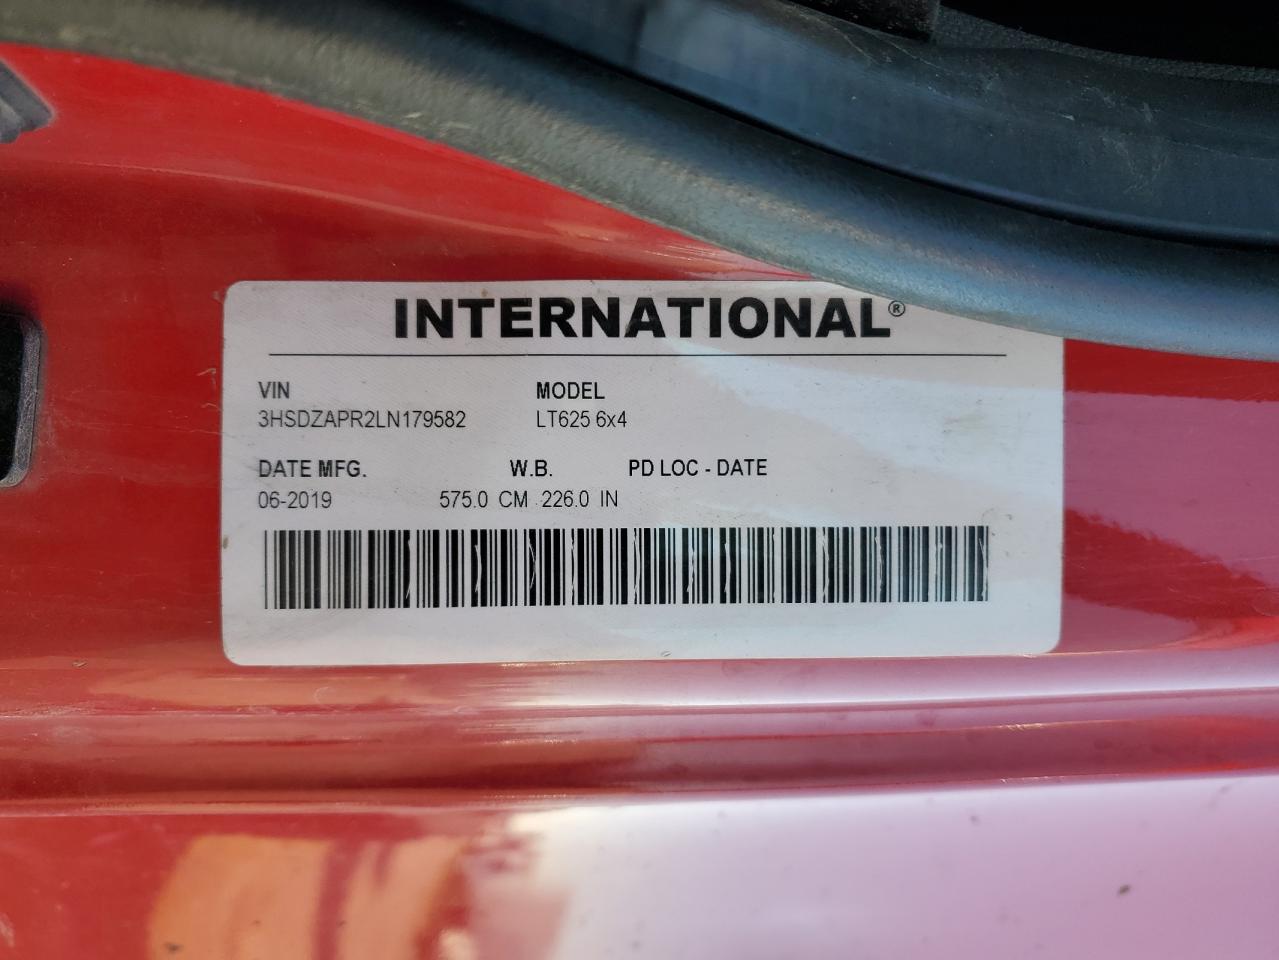 INTERNATIONAL®
VIN MODEL
3HSDZAPR2LN179582 LT625 6x4
DATE MFG. W.B. PD LOC - DATE
06-2019 575.0 CM 226.0 IN